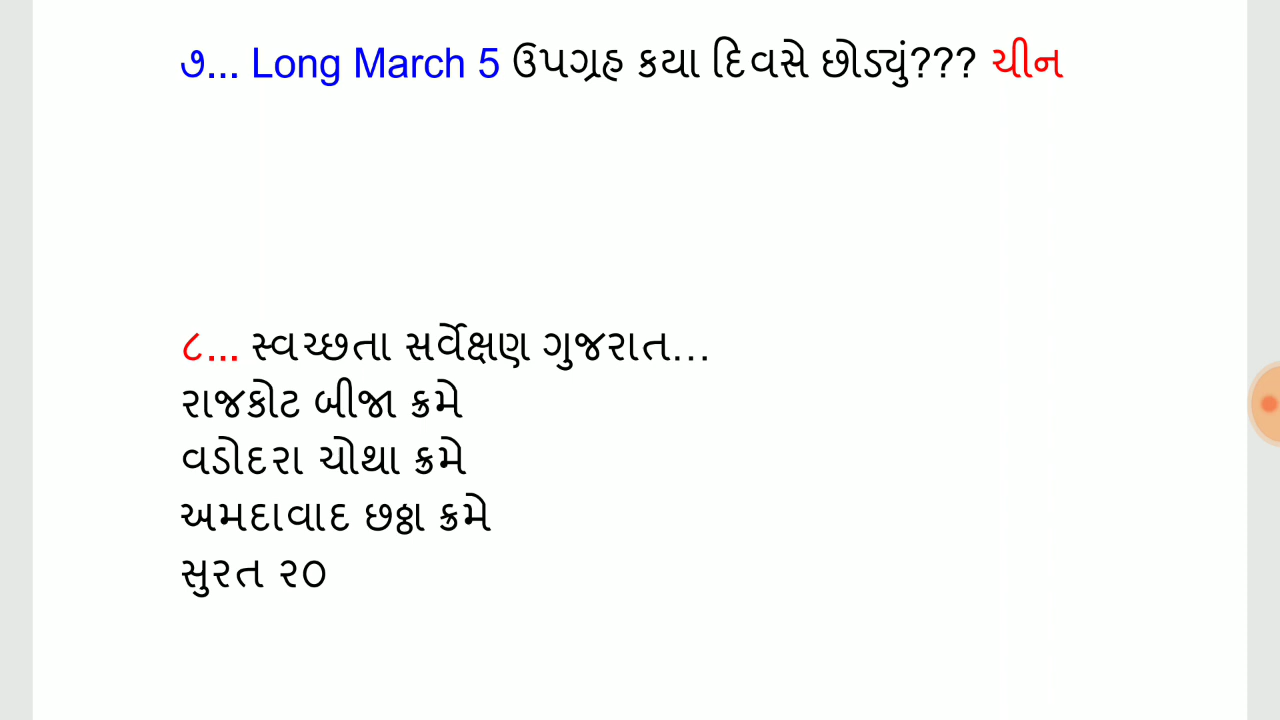 ૭... Long March 5 ઉપગ્રહ કયા દિવસે છોડ્યું??? ચીન
૮... સ્વચ્છતા સર્વેક્ષણ ગુજરાત...
રાજકોટ બીજા ક્રમે
વડોદરા ચોથા ક્રમે
અમદાવાદ છઠ્ઠા ક્રમે
સુરત ૨૦